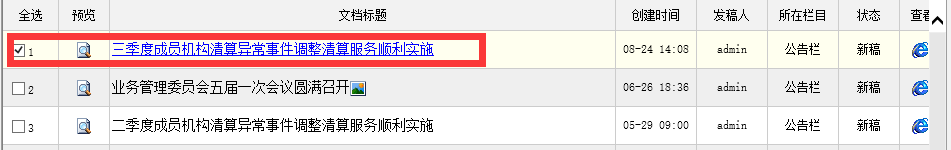 全选 预览 文档标题 创建时间 发稿人 所在栏目 状态 查看
1 三季度成员机构清算异常事件调整清算服务顺利实施 08-24 14:08 admin 公告栏 新稿
2 业务管理委员会五届一次会议圆满召开 06-26 18:36 admin 公告栏 新稿
3 二季度成员机构清算异常事件调整清算服务顺利实施 05-29 09:00 admin 公告栏 新稿